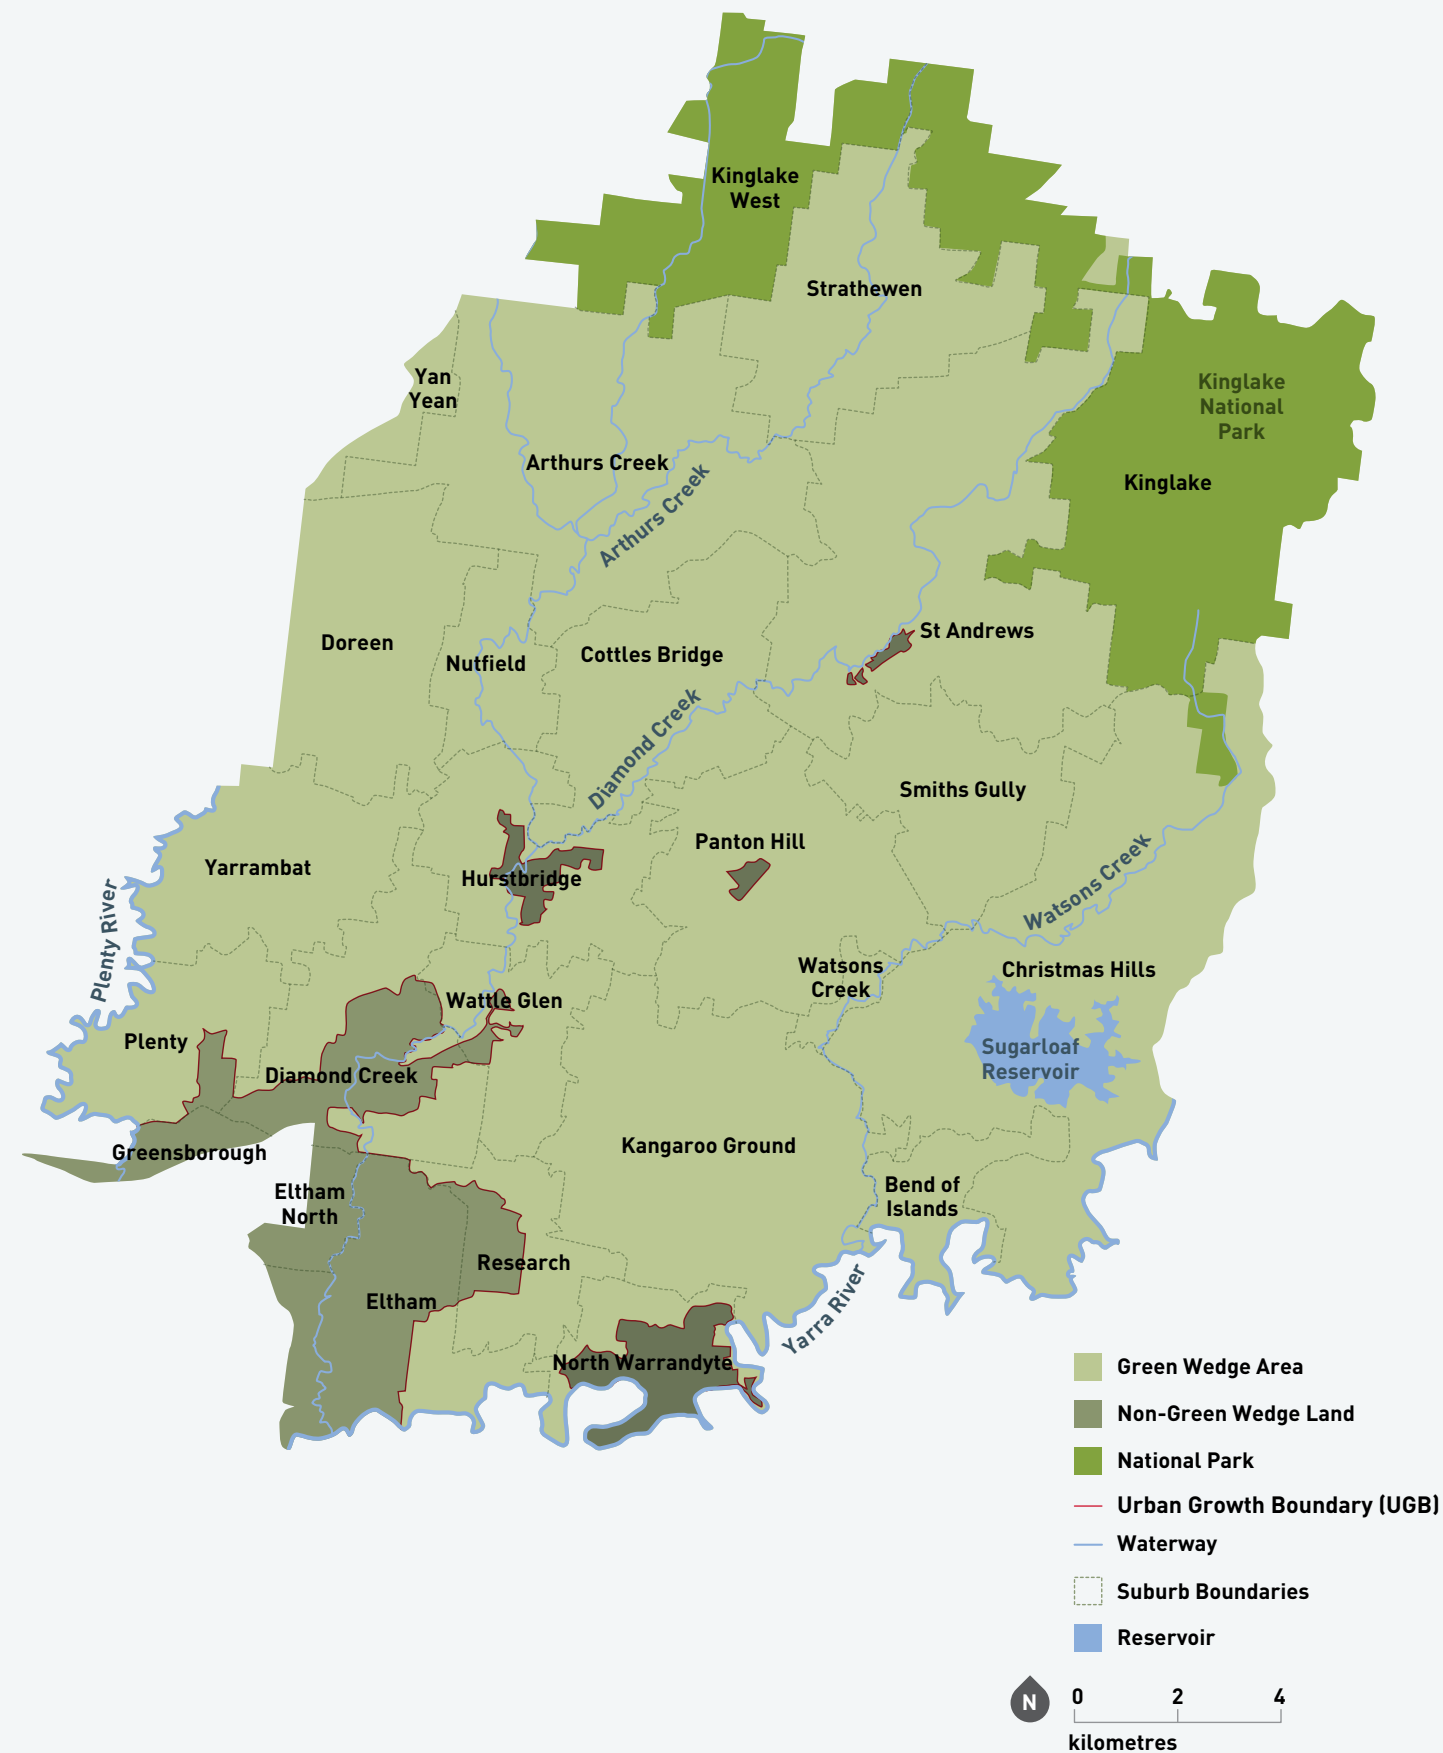 Kinglake
West
Strathewen
Yan
Yean
Kinglake
National
Park
Arthurs Creek
Kinglake
Arthurs Creek
St Andrews
Doreen
Nutfield
Cottles Bridge
Diamond Creek
Smiths Gully
Panton Hill
Yarrambat
Hurstbridge
Watsons Creek
Plenty River
Watsons
Creek
Christmas Hills
Wattle Glen
Plenty
Sugarloaf
Reservoir
Diamond Creek
Greensborough
Kangaroo Ground
Eltham
North
Bend of
Islands
Research
Eltham
Yarra River
North Warrandyte
Green Wedge Area
Non-Green Wedge Land
National Park
Urban Growth Boundary (UGB)
Waterway
Suburb Boundaries
Reservoir
N
0 2 4
kilometres